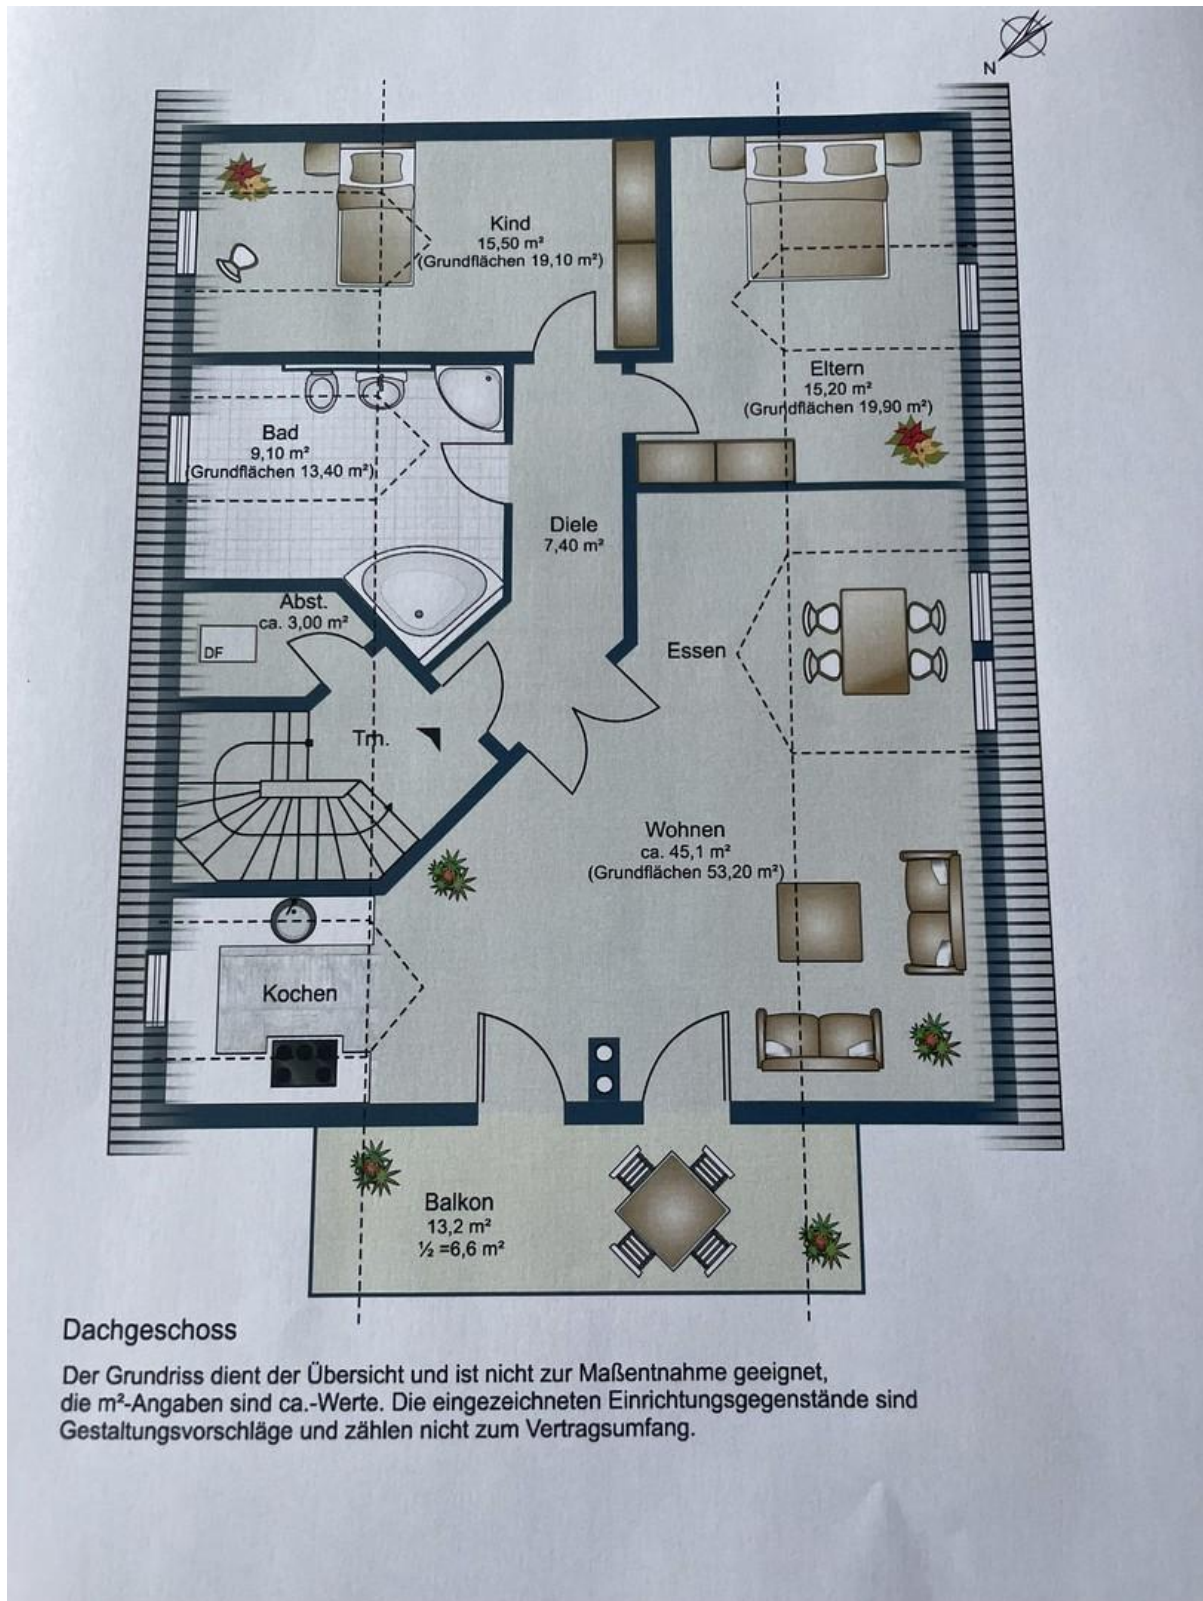 N
Kind
15,50 m²
(Grundflächen 19,10 m²)
Eltern
15,20 m²
(Grundflächen 19,90 m²)
Bad
9,10 m²
(Grundflächen 13,40 m²)
Diele
7,40 m²
Abst.
ca. 3,00 m²
DF
Essen
Trh.
Wohnen
ca. 45,1 m²
(Grundflächen 53,20 m²)
Kochen
Balkon
13,2 m²
½ =6,6 m²
Dachgeschoss
Der Grundriss dient der Übersicht und ist nicht zur Maßentnahme geeignet,
die m²-Angaben sind ca.-Werte. Die eingezeichneten Einrichtungsgegenstände sind
Gestaltungsvorschläge und zählen nicht zum Vertragsumfang.